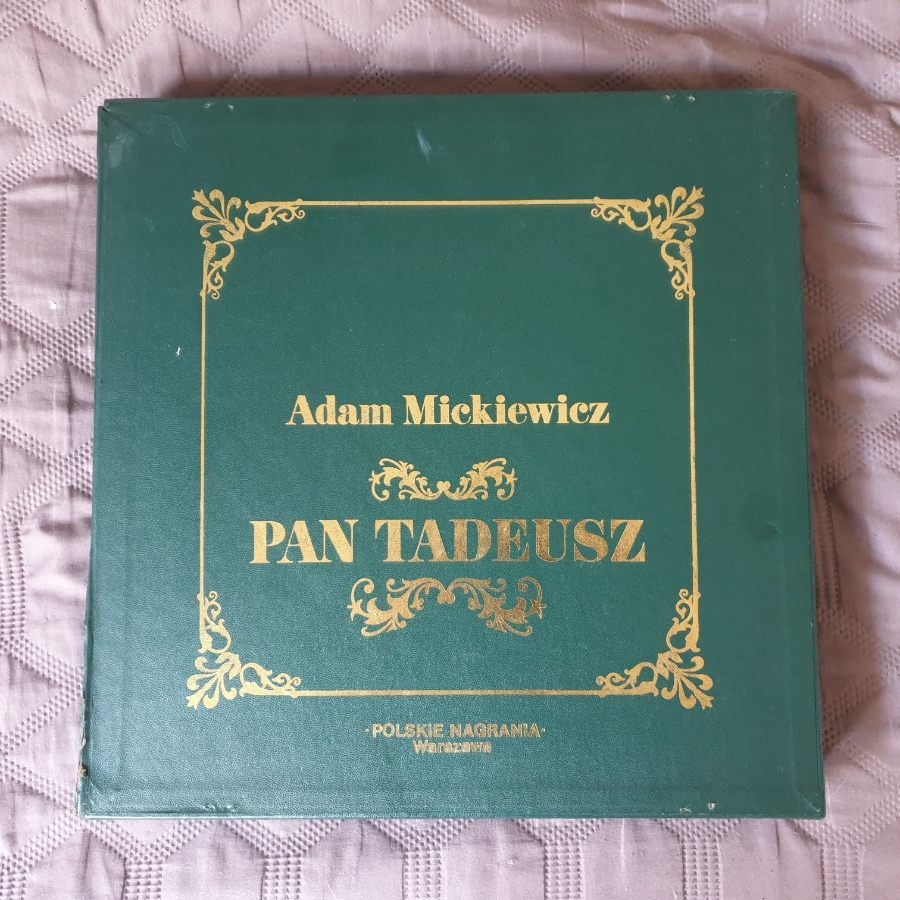 Adam Mickiewicz
PAN TADEUSZ
·POLSKIE NAGRANIA·
Warszawa